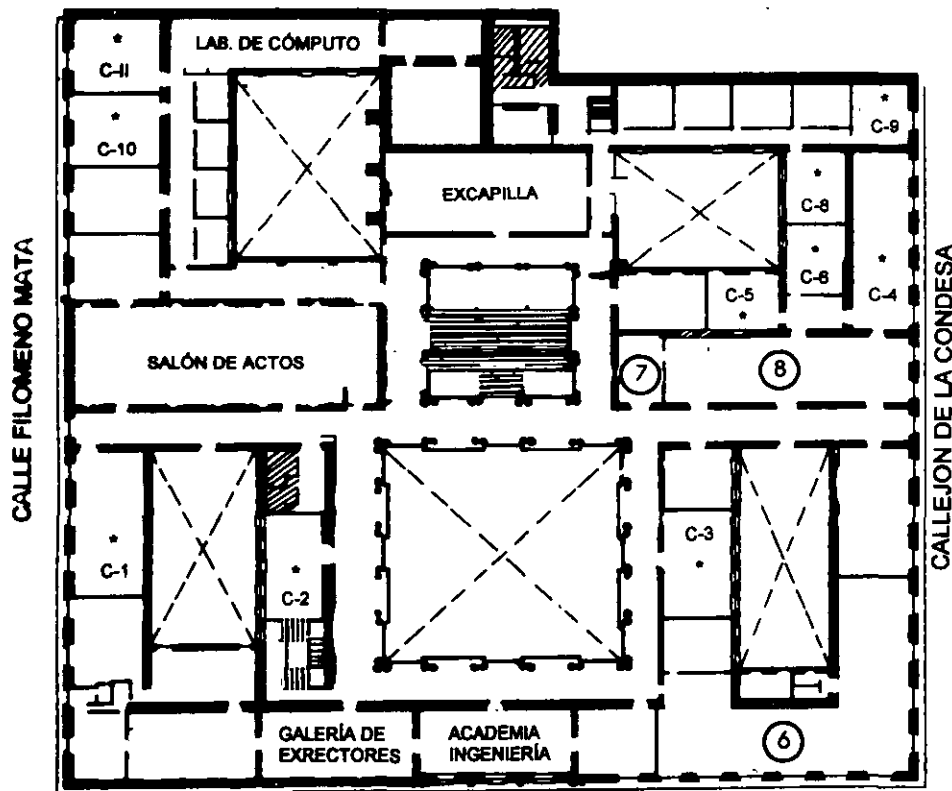 LAB. DE CÓMPUTO
C-II
C-10
C-9
EXCAPILLA
C-8
C-6
C-5
C-4
CALLE FILOMENO MATA
CALLEJON DE LA CONDESA
SALÓN DE ACTOS
7
8
C-1
C-2
C-3
GALERÍA DE
EXRECTORES
ACADEMIA
INGENIERÍA
6